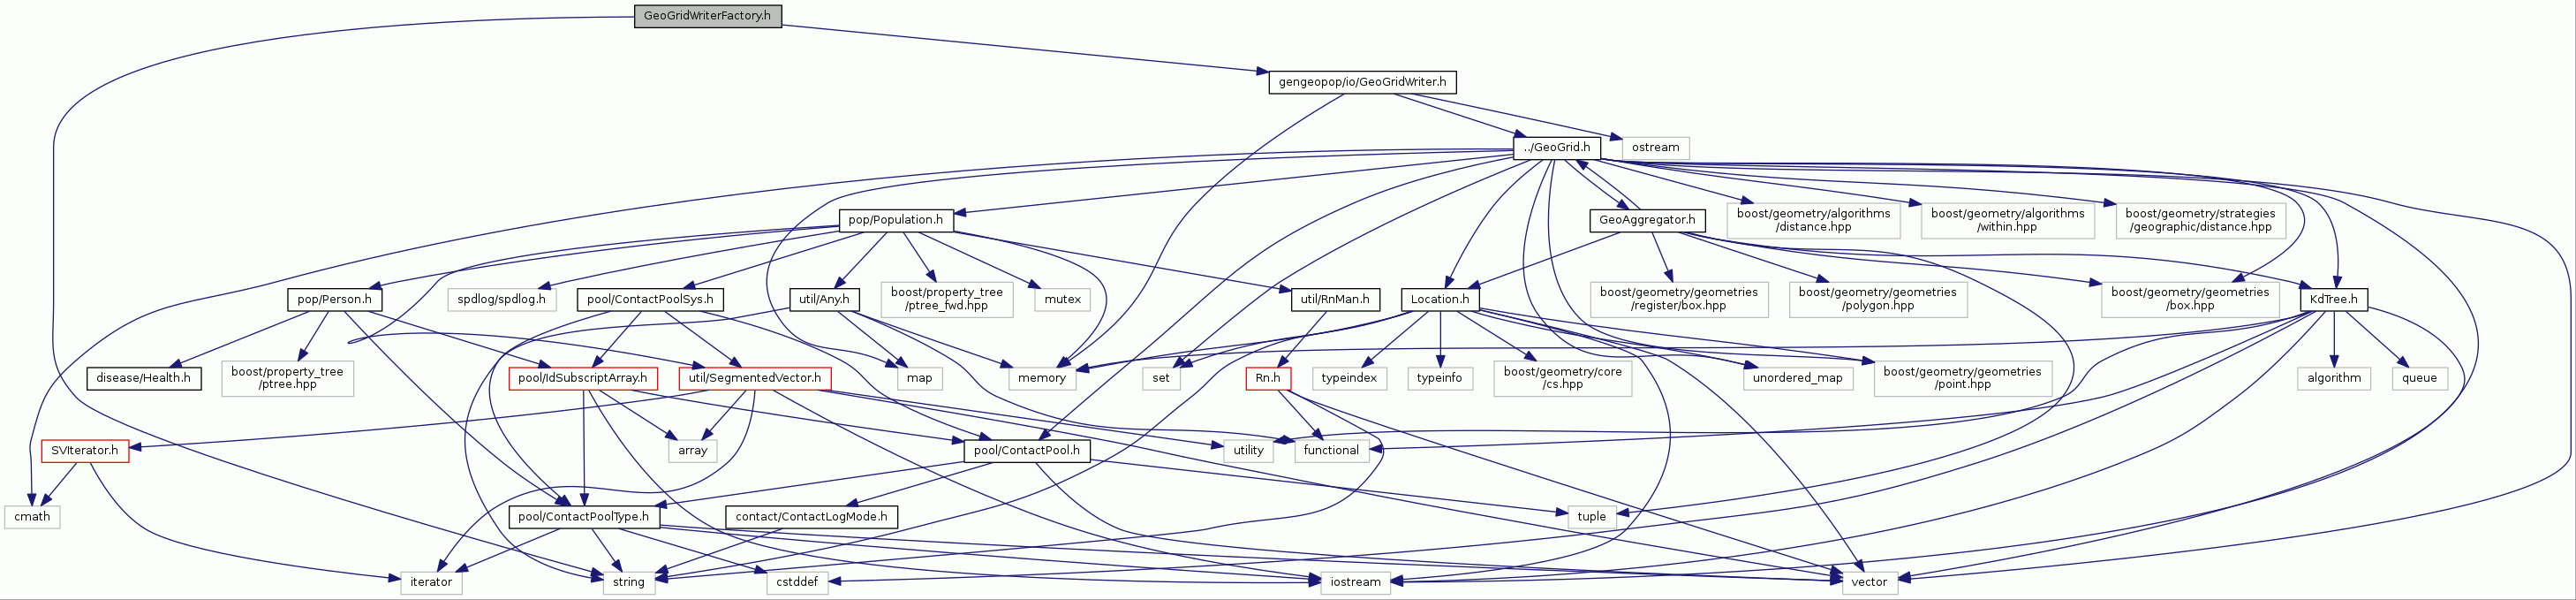 GeoGridWriterFactory.h
gengeopop/io/GeoGridWriter.h
../GeoGrid.h
ostream
pop/Population.h
GeoAggregator.h
boost/geometry/algorithms
/distance.hpp
boost/geometry/algorithms
/within.hpp
boost/geometry/strategies
/geographic/distance.hpp
pop/Person.h
spdlog/spdlog.h
pool/ContactPoolSys.h
util/Any.h
boost/property_tree
/ptree_fwd.hpp
mutex
util/RnMan.h
Location.h
boost/geometry/geometries
/register/box.hpp
boost/geometry/geometries
/polygon.hpp
boost/geometry/geometries
/box.hpp
KdTree.h
disease/Health.h
boost/property_tree
/ptree.hpp
pool/IdSubscriptArray.h
util/SegmentedVector.h
map
memory
set
Rn.h
typeindex
typeinfo
boost/geometry/core
/cs.hpp
unordered_map
boost/geometry/geometries
/point.hpp
algorithm
queue
SVIterator.h
array
pool/ContactPool.h
utility
functional
cmath
pool/ContactPoolType.h
contact/ContactLogMode.h
tuple
iterator
string
cstddef
iostream
vector